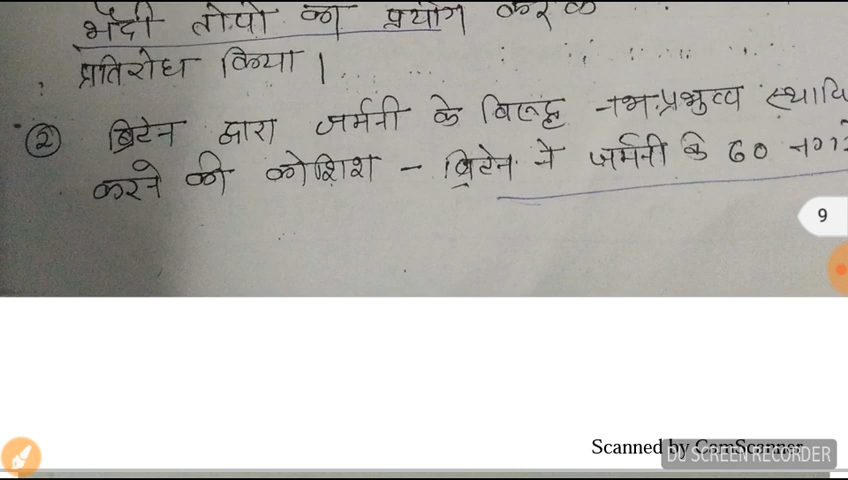 भेदी तोपों का प्रयोग करके
प्रतिरोध किया।
② ब्रिटेन द्वारा जर्मनी के विरूद्ध नभ प्रभुत्व
करने की कोशिश - ब्रिटेन ने जर्मनी के 60
9
Scanned by CamScanner
DU SCREEN RECORDER